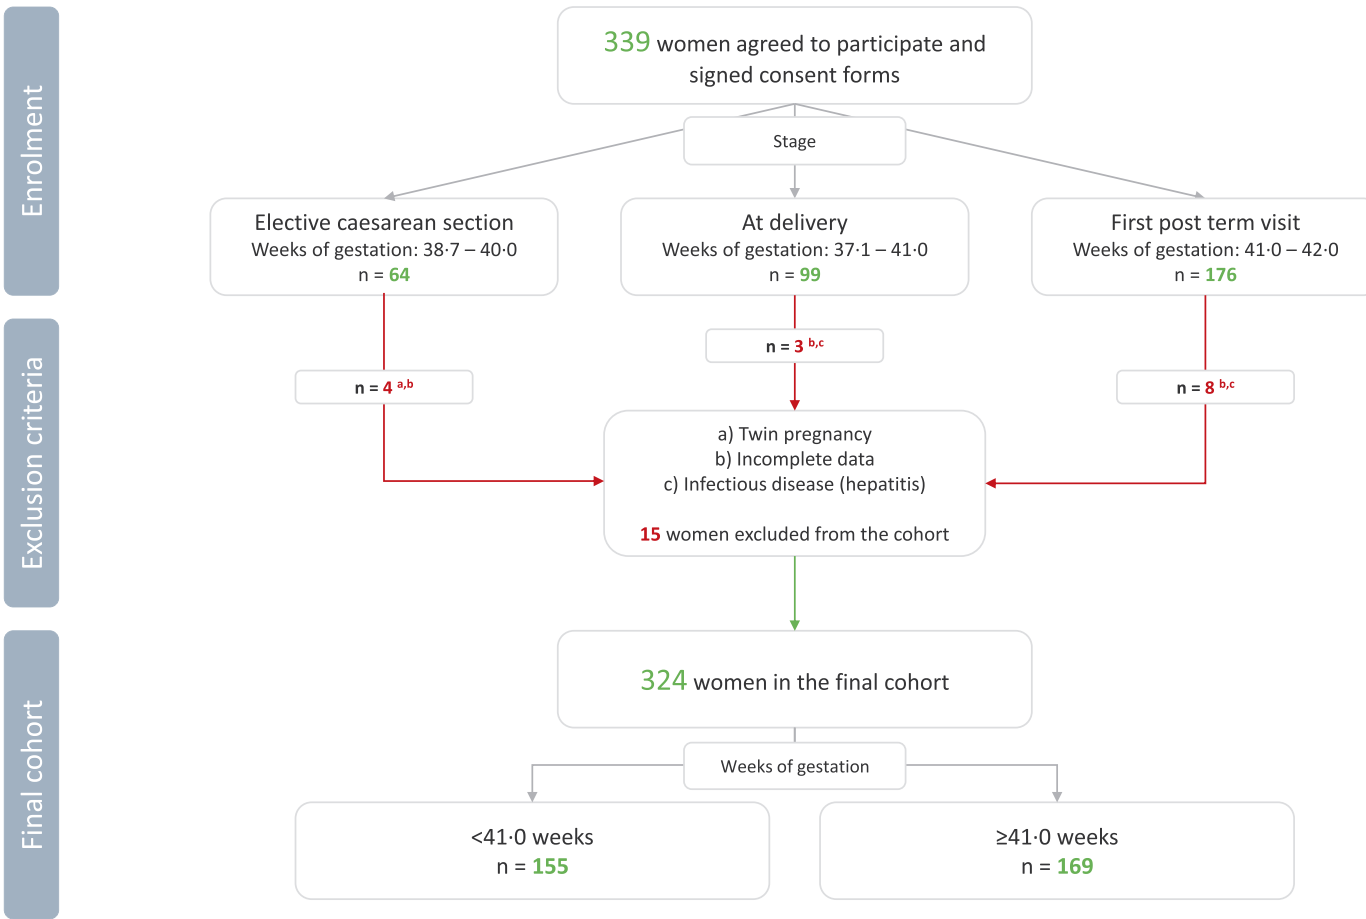 Enrolment
339 women agreed to participate and
signed consent forms
Stage
Elective caesarean section
Weeks of gestation: 38·7 – 40·0
n = 64
At delivery
Weeks of gestation: 37·1 – 41·0
n = 99
First post term visit
Weeks of gestation: 41·0 – 42·0
n = 176
Exclusion criteria
n = 4 a,b
n = 3 b,c
n = 8 b,c
a) Twin pregnancy
b) Incomplete data
c) Infectious disease (hepatitis)
15 women excluded from the cohort
Final cohort
324 women in the final cohort
Weeks of gestation
<41·0 weeks
n = 155
≥41·0 weeks
n = 169